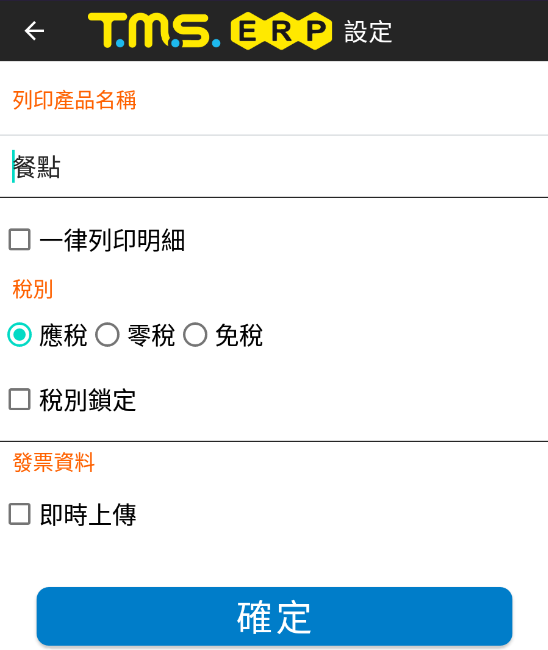 T.M.S. ERP 設定
列印產品名稱
餐點
一律列印明細
稅別
應稅 零稅 免稅
稅別鎖定
發票資料
即時上傳
確定